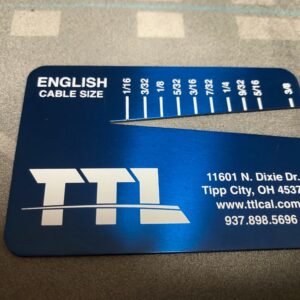 ENGLISH
CABLE SIZE
1/16 3/32 1/8 5/32 3/16 7/32 1/4 9/32 5/16 3/8
TTL
11601 N. Dixie Dr.
Tipp City, OH 4537
www.ttlcal.com
937.898.5696